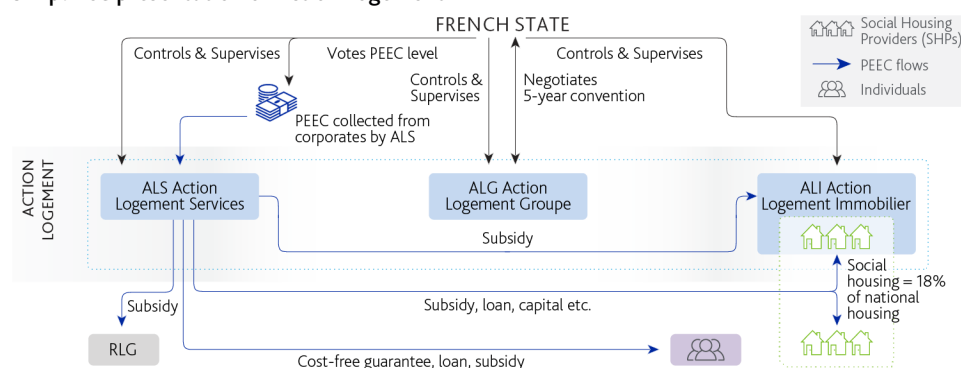 FRENCH STATE
Social Housing
Providers (SHPs)
PEEC flows
Individuals
Controls & Supervises
Votes PEEC level
Controls &
Supervises
Negotiates
5-year convention
Controls & Supervises
PEEC collected from
corporates by ALS
ACTION
LOGEMENT
ALS Action
Logement Services
ALG Action
Logement Groupe
ALI Action
Logement Immobilier
Subsidy
Social
housing = 18%
of national
housing
Subsidy
Subsidy, loan, capital etc.
RLG
Cost-free guarantee, loan, subsidy